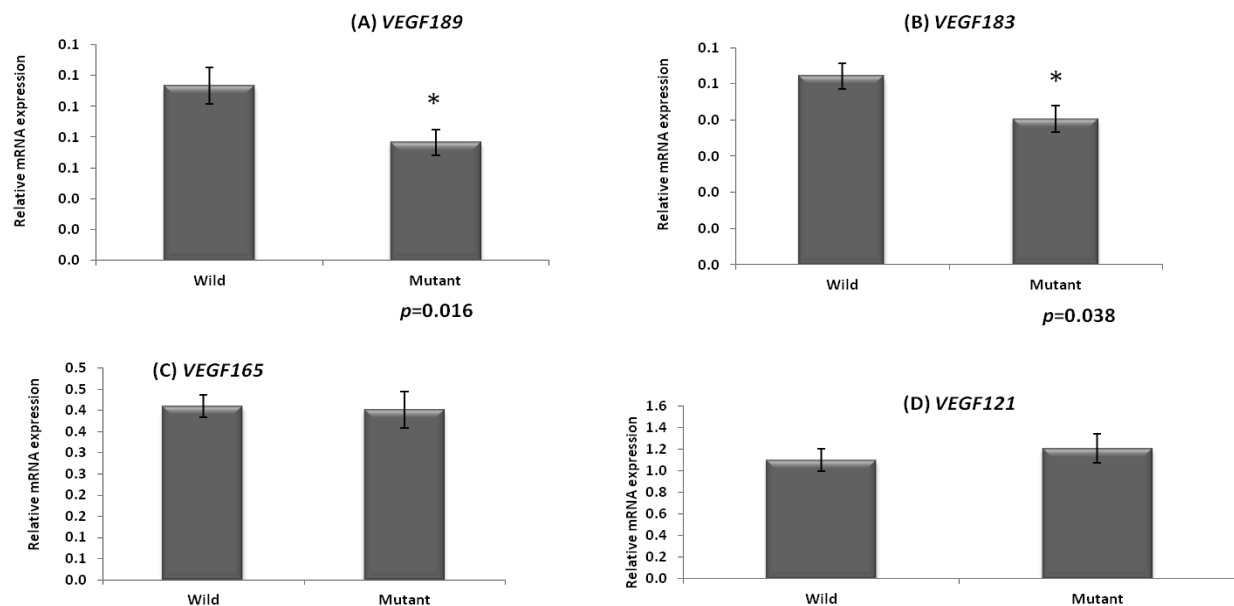 (A) VEGF189
Relative mRNA expression
0.1
0.1
0.1
0.1
0.1
0.0
0.0
0.0
Wild Mutant
p=0.016
(B) VEGF183
Relative mRNA expression
0.1
0.1
0.0
0.0
0.0
0.0
0.0
Wild Mutant
p=0.038
(C) VEGF165
Relative mRNA expression
0.5
0.5
0.4
0.4
0.3
0.3
0.2
0.2
0.1
0.1
0.0
Wild Mutant
(D) VEGF121
Relative mRNA expression
1.6
1.4
1.2
1.0
0.8
0.6
0.4
0.2
0.0
Wild Mutant